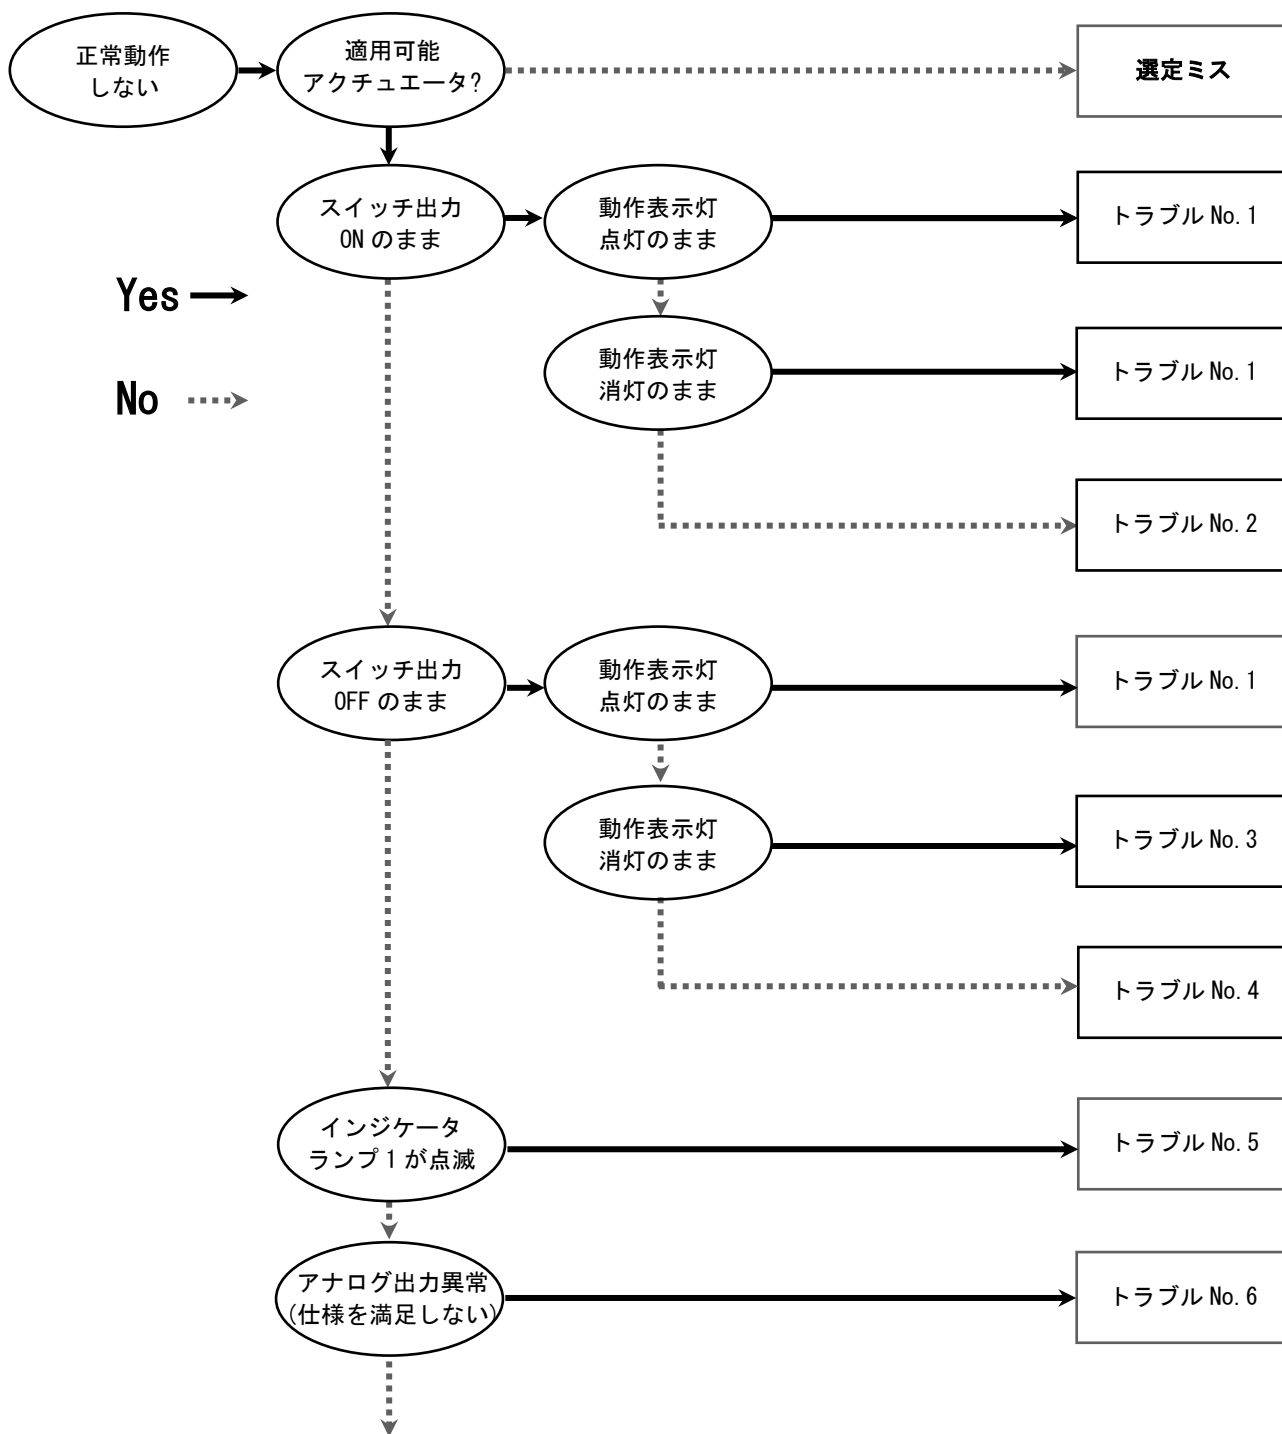 正常動作
しない
適用可能
アクチュエータ?
選定ミス
スイッチ出力
ON のまま
動作表示灯
点灯のまま
トラブル No. 1
Yes
動作表示灯
消灯のまま
トラブル No. 1
No
トラブル No. 2
スイッチ出力
OFF のまま
動作表示灯
点灯のまま
トラブル No. 1
動作表示灯
消灯のまま
トラブル No. 3
トラブル No. 4
インジケータ
ランプ 1 が点滅
トラブル No. 5
アナログ出力異常
(仕様を満足しない)
トラブル No. 6